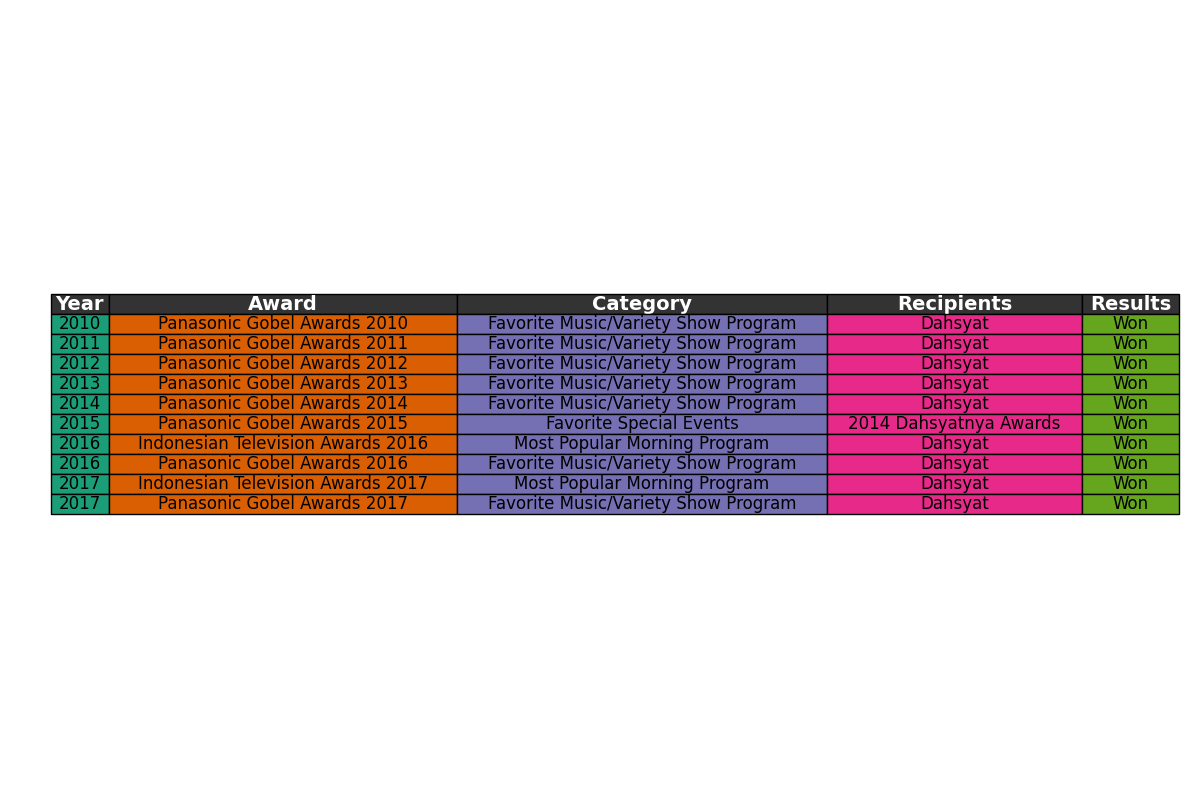 Year Award Category Recipients Results
2010 Panasonic Gobel Awards 2010 Favorite Music/Variety Show Program Dahsyat Won
2011 Panasonic Gobel Awards 2011 Favorite Music/Variety Show Program Dahsyat Won
2012 Panasonic Gobel Awards 2012 Favorite Music/Variety Show Program Dahsyat Won
2013 Panasonic Gobel Awards 2013 Favorite Music/Variety Show Program Dahsyat Won
2014 Panasonic Gobel Awards 2014 Favorite Music/Variety Show Program Dahsyat Won
2015 Panasonic Gobel Awards 2015 Favorite Special Events 2014 Dahsyatnya Awards Won
2016 Indonesian Television Awards 2016 Most Popular Morning Program Dahsyat Won
2016 Panasonic Gobel Awards 2016 Favorite Music/Variety Show Program Dahsyat Won
2017 Indonesian Television Awards 2017 Most Popular Morning Program Dahsyat Won
2017 Panasonic Gobel Awards 2017 Favorite Music/Variety Show Program Dahsyat Won